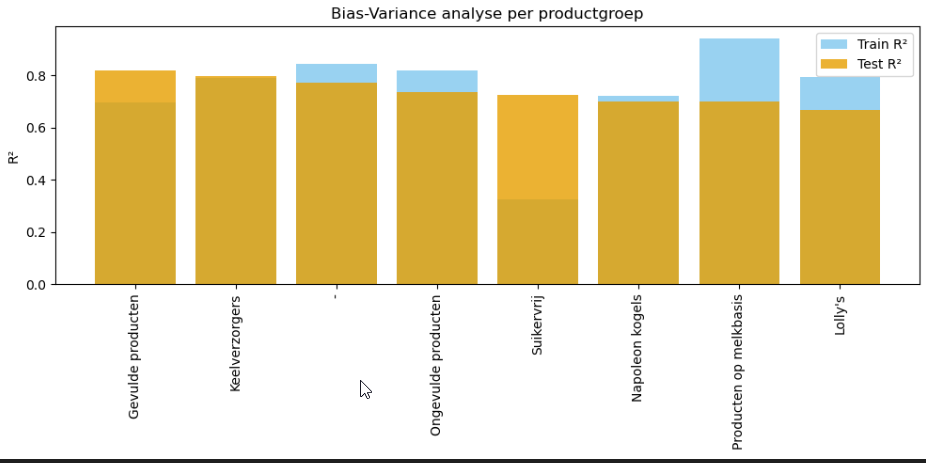 Bias-Variance analyse per productgroep
Train R²
Test R²
R²
0.8
0.6
0.4
0.2
0.0
Gevulde producten
Keelverzorgers
-
Ongevulde producten
Suikervrij
Napoleon kogels
Producten op melkbasis
Lolly's